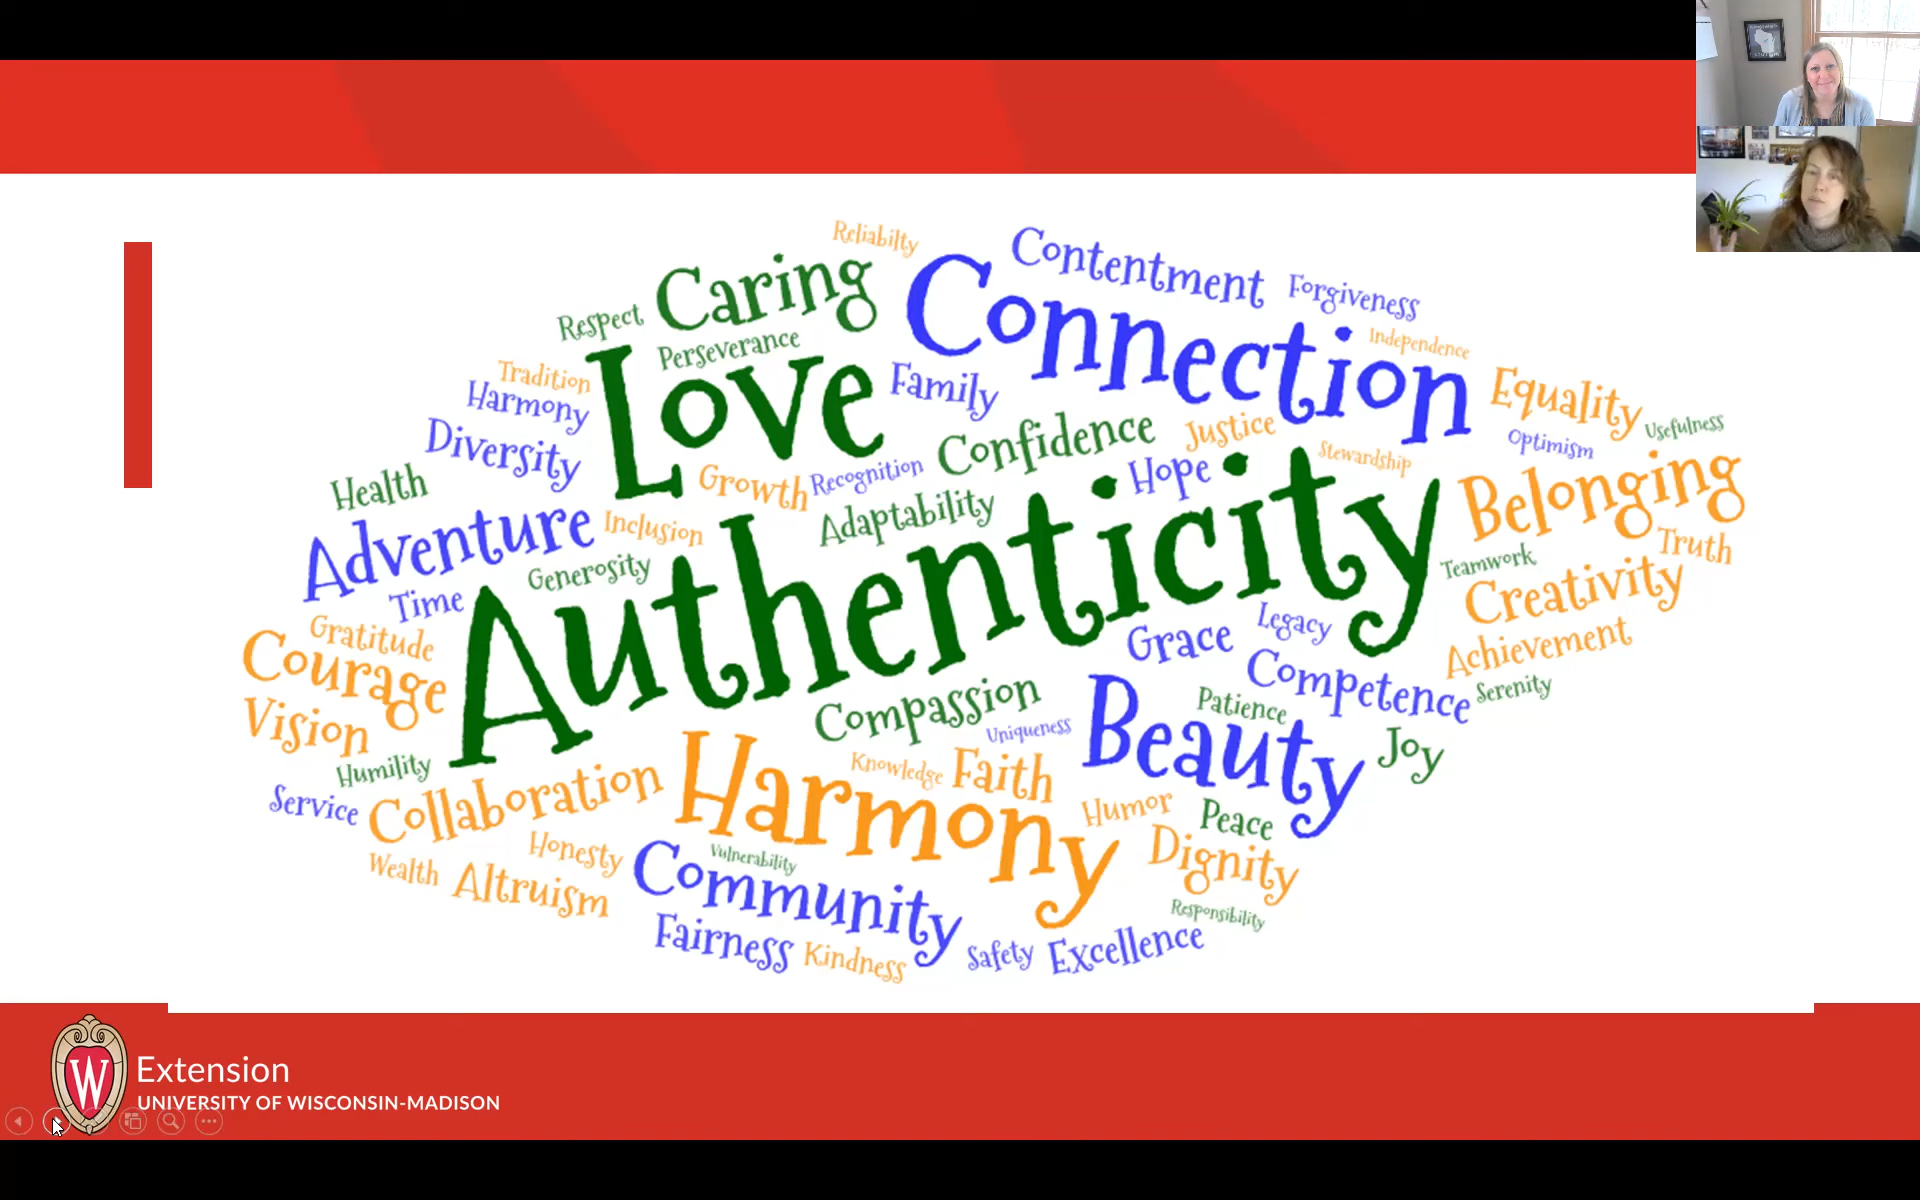 Reliabilty
Contentment
Caring
Connection
Forgiveness
Respect
Perseverance
Independence
Tradition
Love
Family
Equality
Harmony
Usefulness
Diversity
Confidence
Justice
Optimism
Growth
Recognition
Hope
Stewardship
Health
Belonging
Adventure
Inclusion
Adaptability
Authenticity
Truth
Generosity
Teamwork
Time
Creativity
Gratitude
Grace
Legacy
Achievement
Courage
Compassion
Competence
Serenity
Vision
Uniqueness
Beauty
Patience
Joy
Humility
Harmony
Knowledge
Faith
Service
Collaboration
Humor
Peace
Honesty
Vulnerability
Dignity
Wealth
Altruism
Community
Responsibility
Fairness
Kindness
Safety
Excellence
W
Extension
UNIVERSITY OF WISCONSIN-MADISON